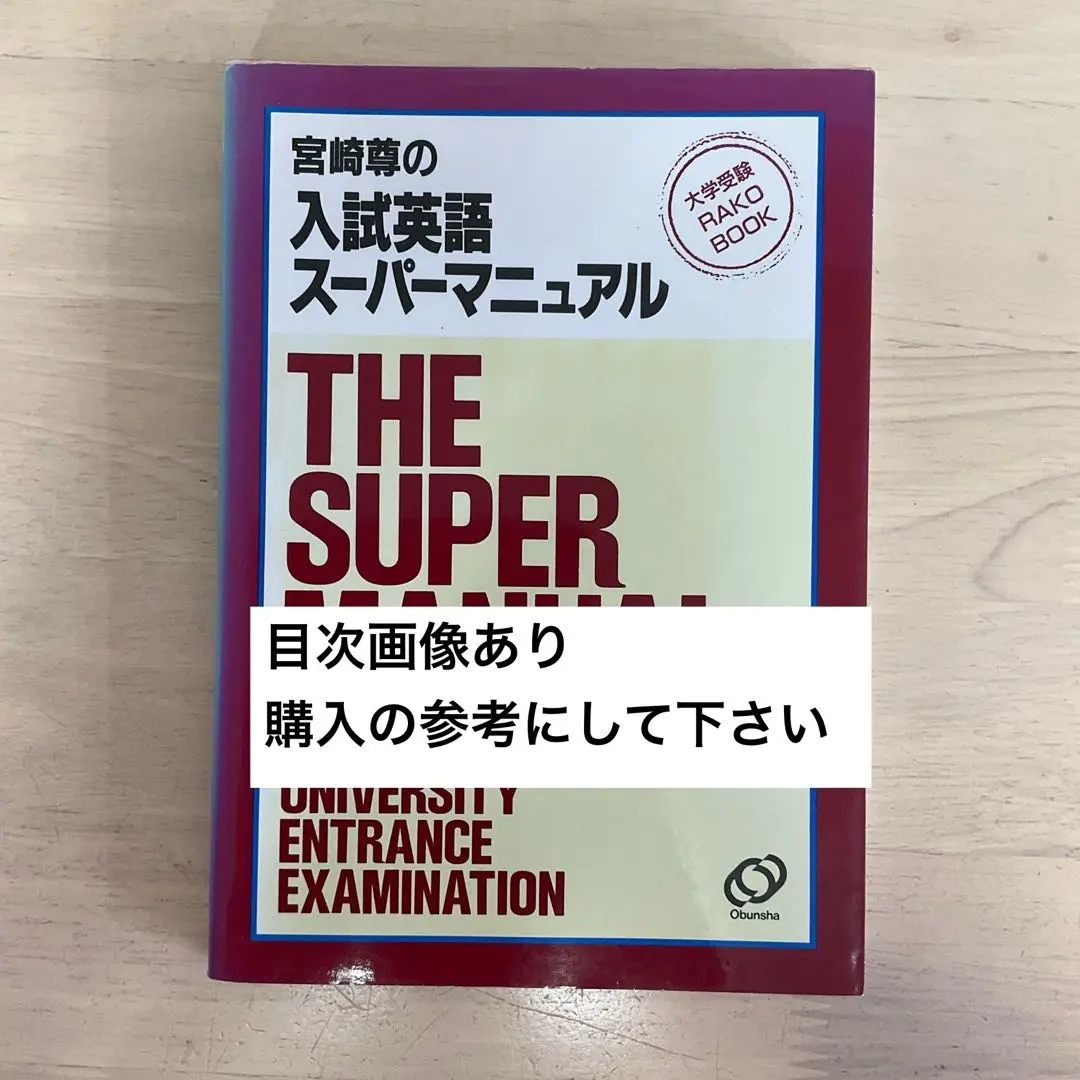 宮崎尊の
入試英語
スーパーマニュアル
大学受験
RAKO
BOOK
THE
SUPER
MANUAL
目次画像あり
購入の参考にして下さい
UNIVERSITY
ENTRANCE
EXAMINATION
Obunsha